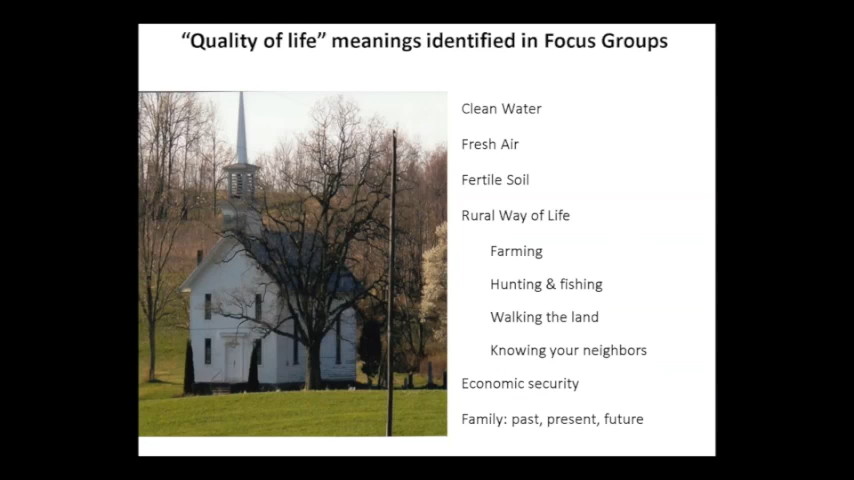 “Quality of life” meanings identified in Focus Groups
Clean Water
Fresh Air
Fertile Soil
Rural Way of Life
Farming
Hunting & fishing
Walking the land
Knowing your neighbors
Economic security
Family: past, present, future